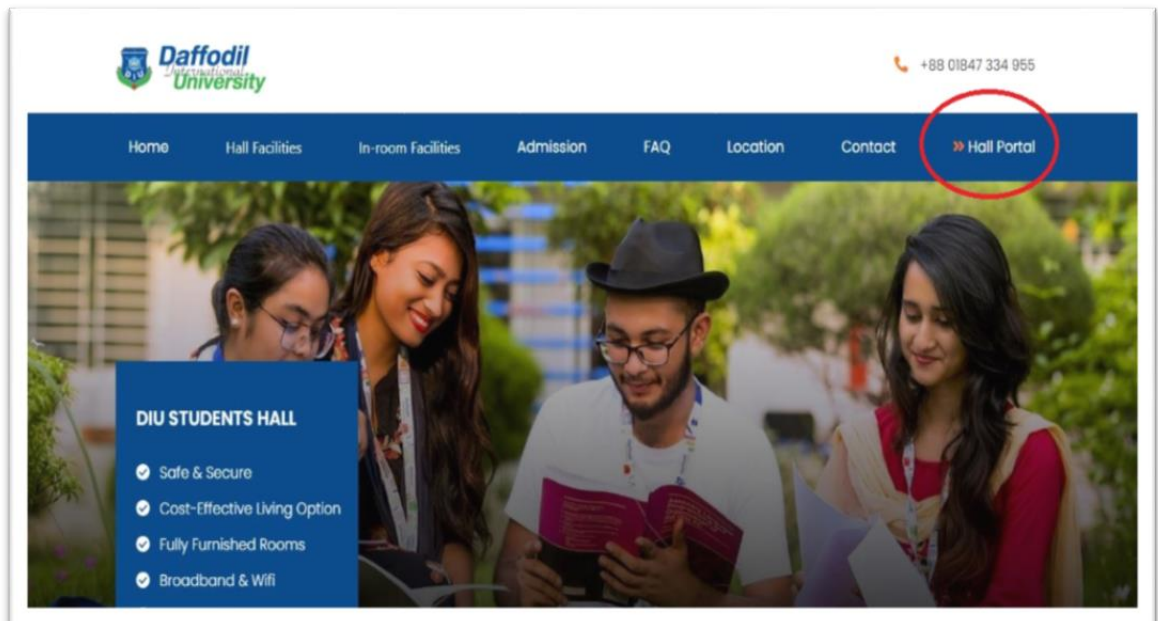 Daffodil
International
University
+88 01847 334 955
Home Hall Facilities In-room Facilities Admission FAQ Location Contact » Hall Portal
DIU STUDENTS HALL
Safe & Secure
Cost-Effective Living Option
Fully Furnished Rooms
Broadband & Wifi